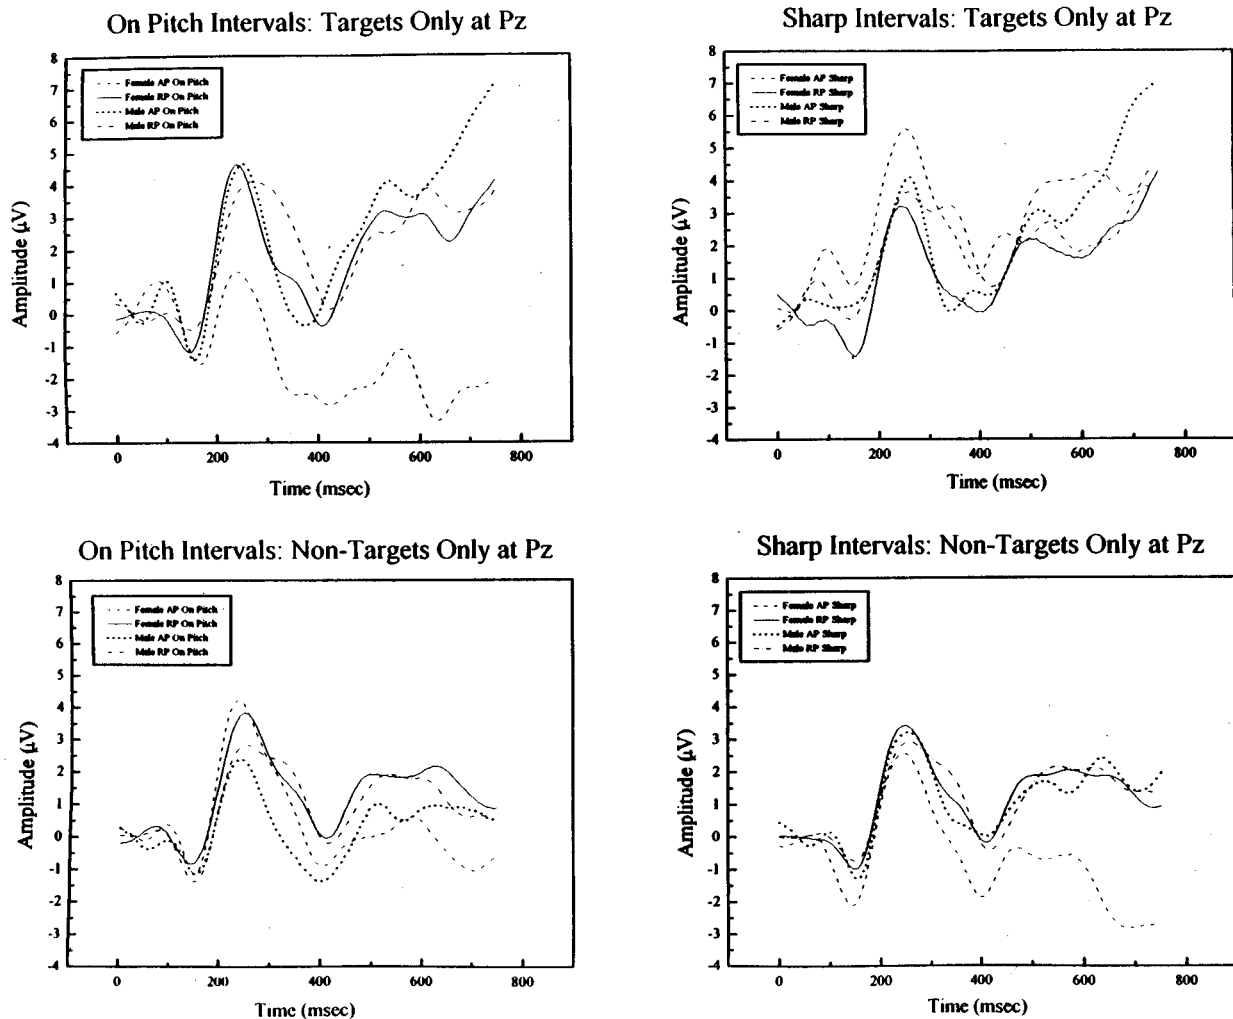 On Pitch Intervals: Targets Only at Pz
Female AP On Pitch
Female RP On Pitch
Male AP On Pitch
Male RP On Pitch
Amplitude (µV)
8
7
6
5
4
3
2
1
0
-1
-2
-3
-4
0 200 400 600 800
Time (msec)
Sharp Intervals: Targets Only at Pz
Female AP Sharp
Female RP Sharp
Male AP Sharp
Male RP Sharp
Amplitude (µV)
8
7
6
5
4
3
2
1
0
-1
-2
-3
-4
0 200 400 600 800
Time (msec)
On Pitch Intervals: Non-Targets Only at Pz
Female AP On Pitch
Female RP On Pitch
Male AP On Pitch
Male RP On Pitch
Amplitude (µV)
8
7
6
5
4
3
2
1
0
-1
-2
-3
-4
0 200 400 600 800
Time (msec)
Sharp Intervals: Non-Targets Only at Pz
Female AP Sharp
Female RP Sharp
Male AP Sharp
Male RP Sharp
Amplitude (µV)
8
7
6
5
4
3
2
1
0
-1
-2
-3
-4
0 200 400 600 800
Time (msec)